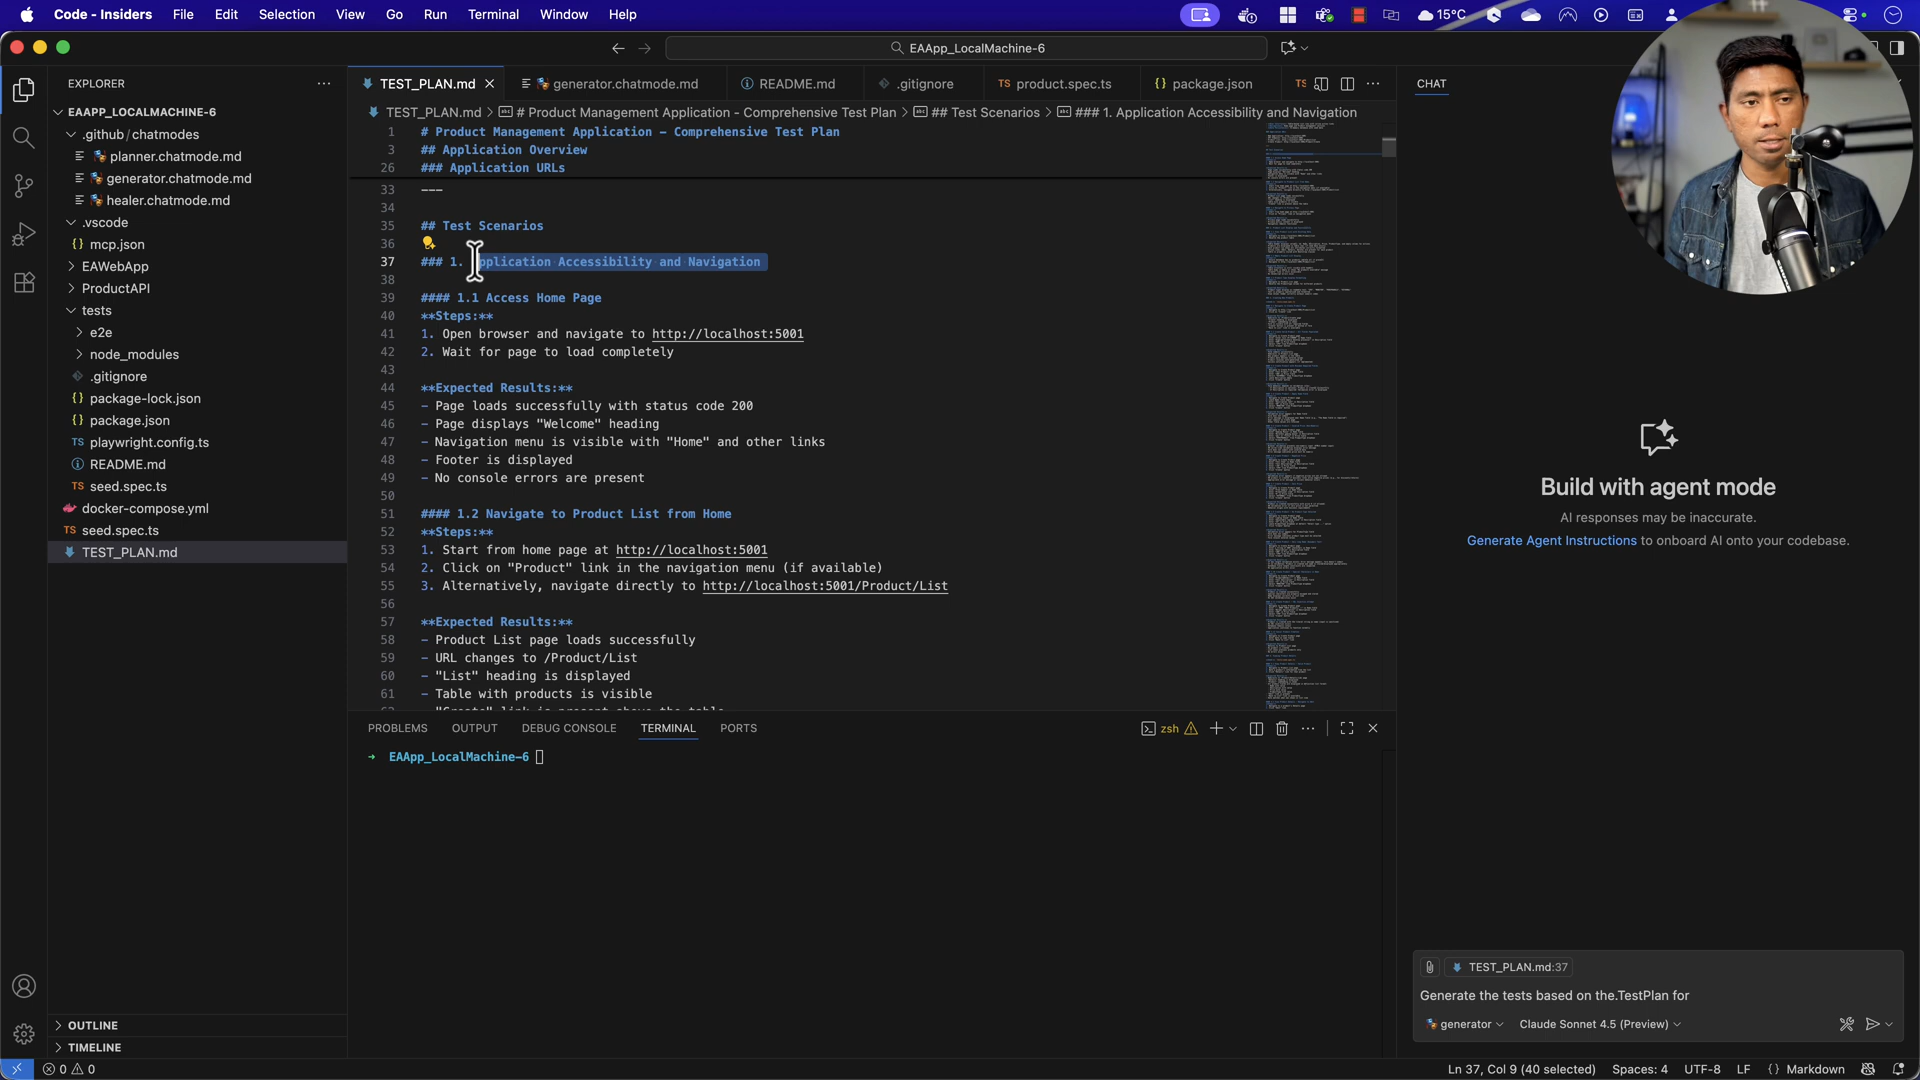 Code - Insiders File Edit Selection View Go Run Terminal Window Help
15°C
EAApp_LocalMachine-6
EXPLORER
EAAPP_LOCALMACHINE-6
.github / chatmodes
planner.chatmode.md
generator.chatmode.md
healer.chatmode.md
.vscode
mcp.json
EAWebApp
ProductAPI
tests
e2e
node_modules
.gitignore
package-lock.json
package.json
playwright.config.ts
README.md
seed.spec.ts
docker-compose.yml
seed.spec.ts
TEST_PLAN.md
OUTLINE
TIMELINE
TEST_PLAN.md generator.chatmode.md README.md .gitignore product.spec.ts package.json
TEST_PLAN.md > # Product Management Application - Comprehensive Test Plan > ## Test Scenarios > ### 1. Application Accessibility and Navigation
1 # Product Management Application - Comprehensive Test Plan
3 ## Application Overview
26 ### Application URLs
33 ---
34
35 ## Test Scenarios
36
37 ### 1. Application Accessibility and Navigation
38
39 #### 1.1 Access Home Page
40 **Steps:**
41 1. Open browser and navigate to http://localhost:5001
42 2. Wait for page to load completely
43
44 **Expected Results:**
45 - Page loads successfully with status code 200
46 - Page displays "Welcome" heading
47 - Navigation menu is visible with "Home" and other links
48 - Footer is displayed
49 - No console errors are present
50
51 #### 1.2 Navigate to Product List from Home
52 **Steps:**
53 1. Start from home page at http://localhost:5001
54 2. Click on "Product" link in the navigation menu (if available)
55 3. Alternatively, navigate directly to http://localhost:5001/Product/List
56
57 **Expected Results:**
58 - Product List page loads successfully
59 - URL changes to /Product/List
60 - "List" heading is displayed
61 - Table with products is visible
PROBLEMS OUTPUT DEBUG CONSOLE TERMINAL PORTS
zsh
→ EAApp_LocalMachine-6
CHAT
Build with agent mode
AI responses may be inaccurate.
Generate Agent Instructions to onboard AI onto your codebase.
TEST_PLAN.md:37
Generate the tests based on the.TestPlan for
generator Claude Sonnet 4.5 (Preview)
0 0 Ln 37, Col 9 (40 selected) Spaces: 4 UTF-8 LF {} Markdown